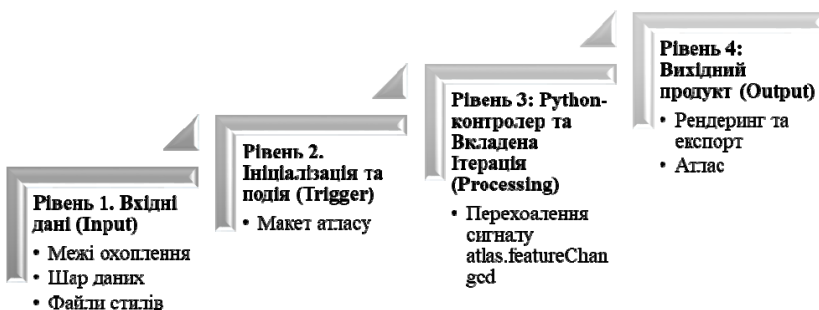 Рівень 1. Вхідні
дані (Input)
• Межі охоплення
• Шар даних
• Файли стилів
Рівень 2.
Ініціалізація та
подія (Trigger)
• Макет атласу
Рівень 3: Python-
контролер та
Вкладена
Ітерація
(Processing)
• Перехоалення
сигналу
atlas.featureChan
ged
Рівень 4:
Вихідний
продукт (Output)
• Рендеринг та
експорт
• Атлас